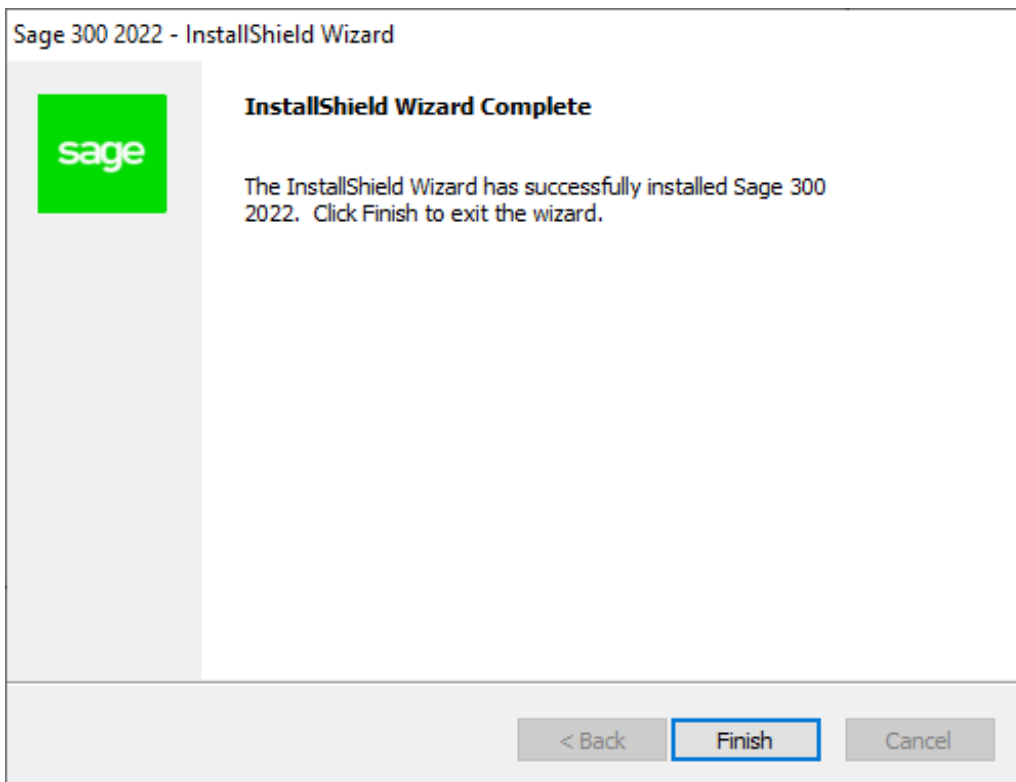 Sage 300 2022 - InstallShield Wizard
sage
InstallShield Wizard Complete
The InstallShield Wizard has successfully installed Sage 300
2022.  Click Finish to exit the wizard.
< Back
Finish
Cancel